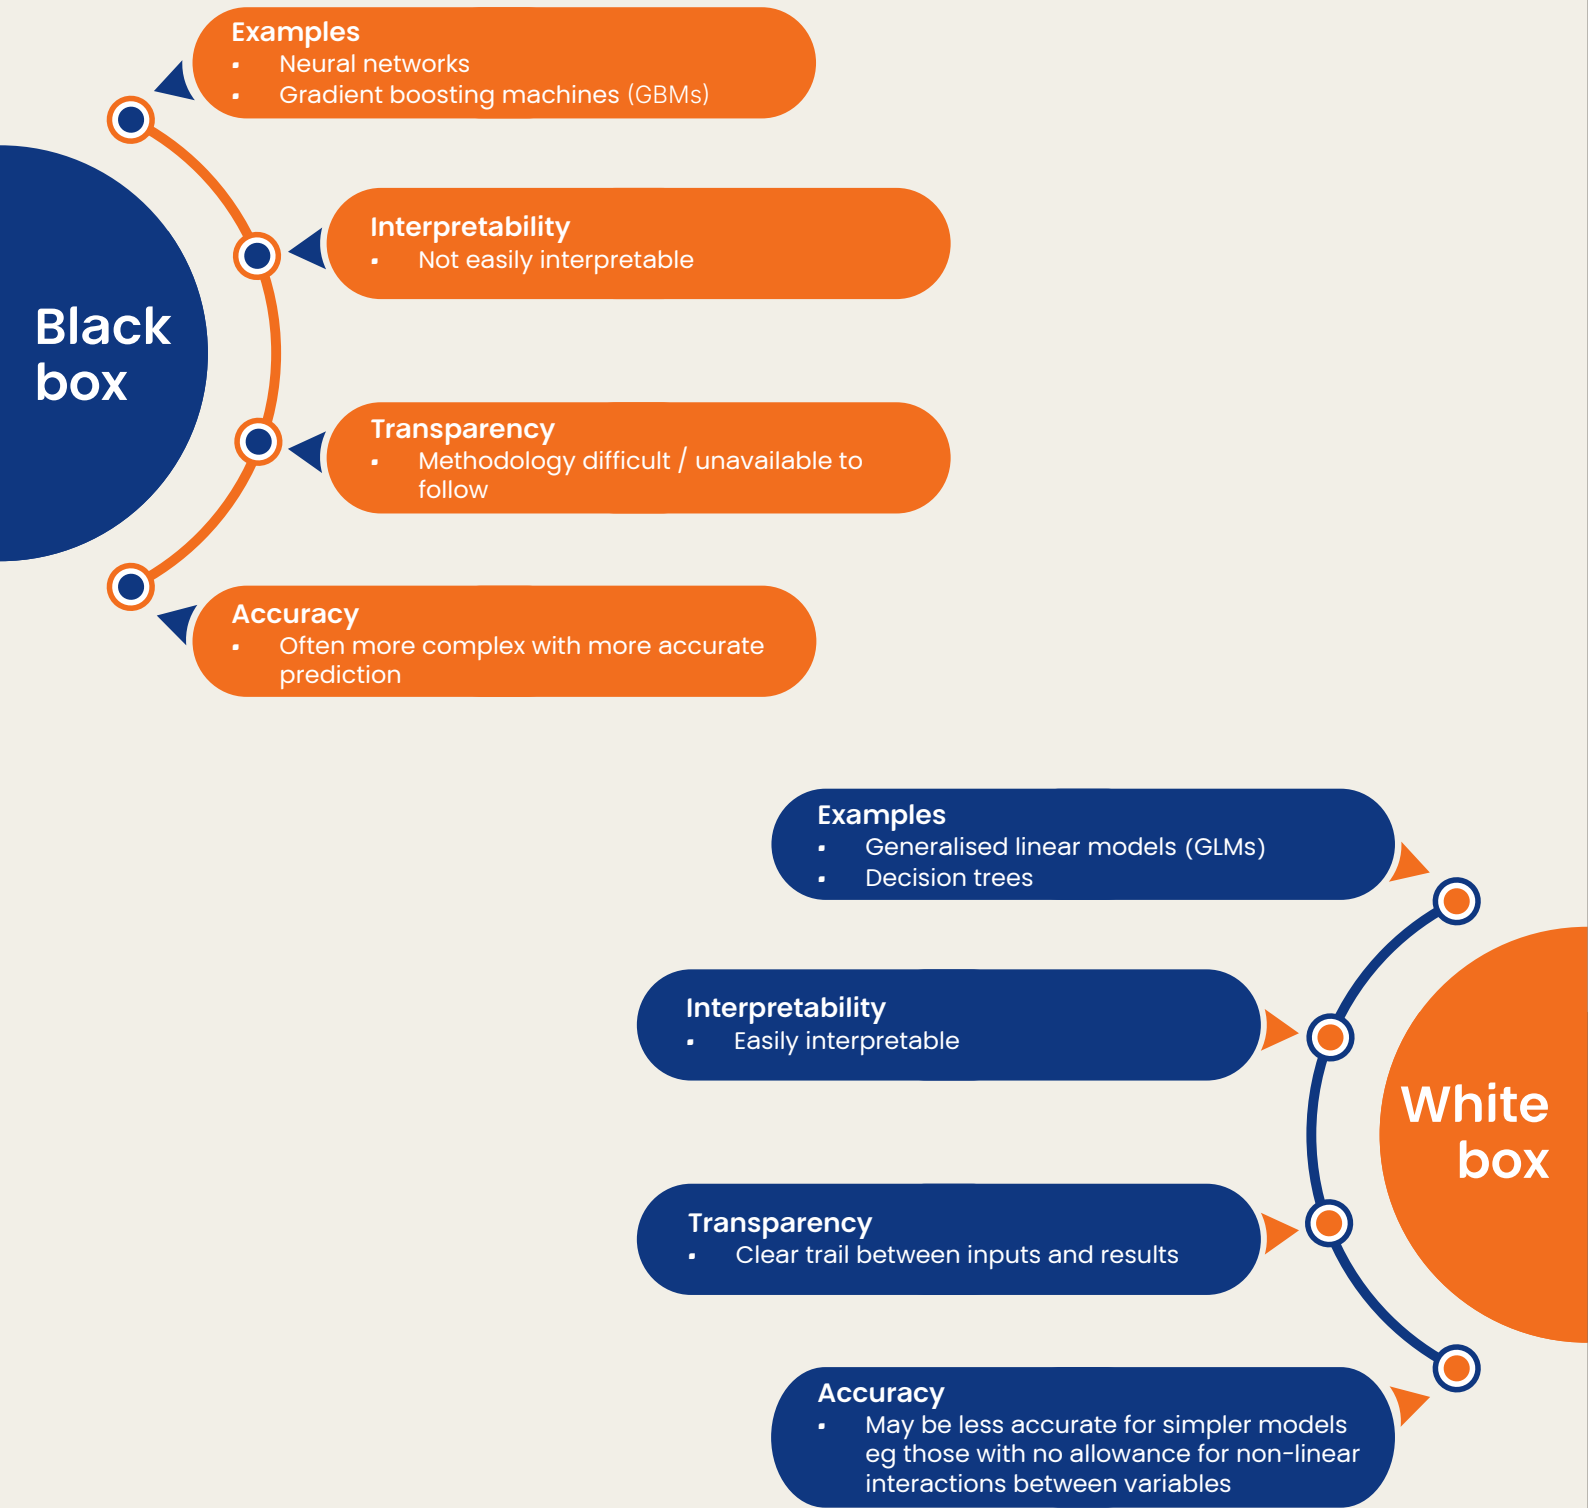 Examples
▪ Neural networks
▪ Gradient boosting machines (GBMs)
Interpretability
▪ Not easily interpretable
Black
box
Transparency
▪ Methodology difficult / unavailable to
follow
Accuracy
▪ Often more complex with more accurate
prediction
Examples
▪ Generalised linear models (GLMs)
▪ Decision trees
Interpretability
▪ Easily interpretable
White
box
Transparency
▪ Clear trail between inputs and results
Accuracy
▪ May be less accurate for simpler models
eg those with no allowance for non-linear
interactions between variables